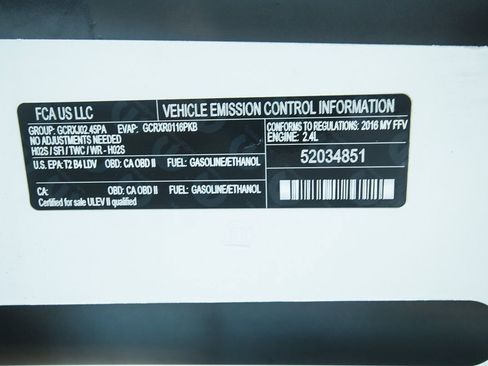 FCA US LLC
VEHICLE EMISSION CONTROL INFORMATION
GROUP: GCRXJ02.45PA EVAP: GCRXR0116PKB
NO ADJUSTMENTS NEEDED
H02S / SFI / TWC / WR - H02S
CONFORMS TO REGULATIONS: 2016 MY FFV
ENGINE: 2.4L
U.S. EPA: T2 B4 LDV OBD: CA OBD II FUEL: GASOLINE/ETHANOL
52034851
CA: OBD: CA OBD II FUEL: GASOLINE/ETHANOL
Certified for sale ULEV II qualified